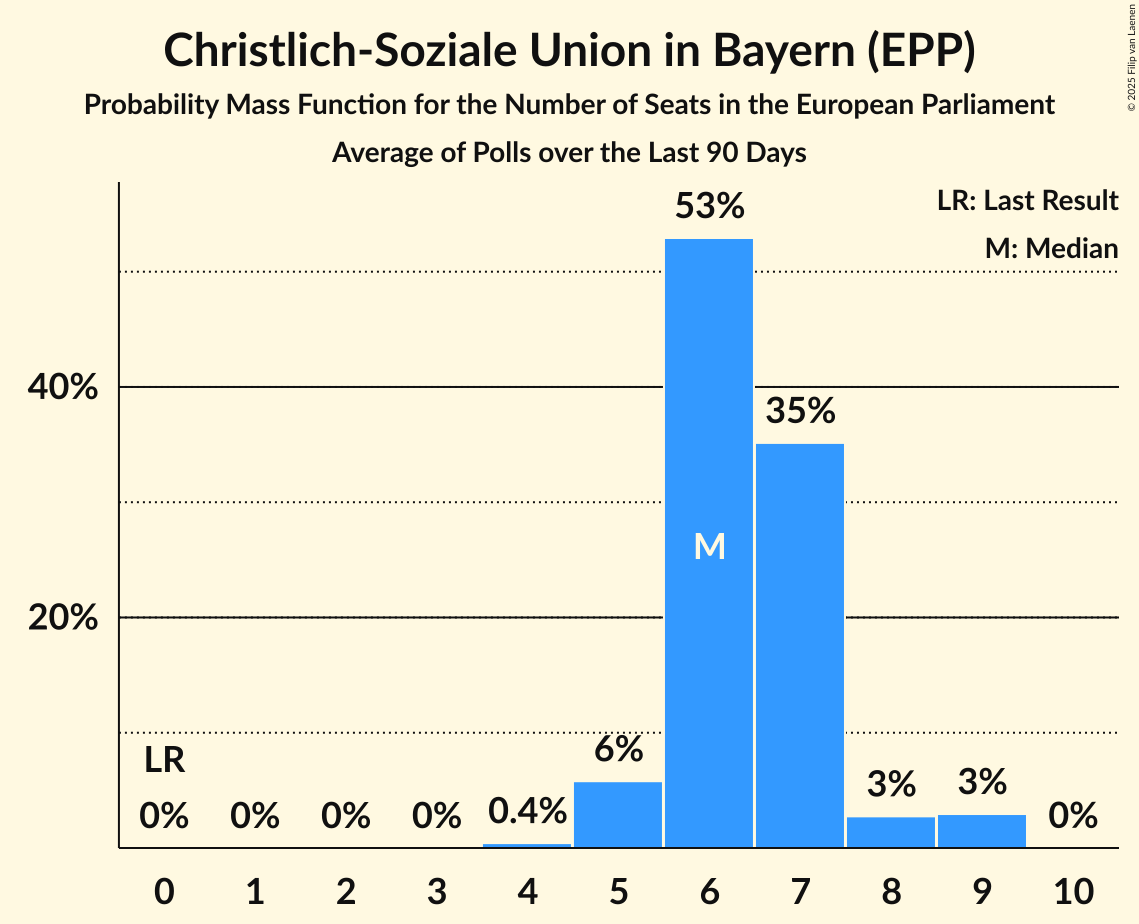 Christlich-Soziale Union in Bayern (EPP)
Probability Mass Function for the Number of Seats in the European Parliament
Average of Polls over the Last 90 Days
© 2025 Filip van Laenen
LR: Last Result
M: Median
53%
40%
35%
M
20%
LR
6%
0% 0% 0% 0% 0.4% 3% 3% 0%
0 1 2 3 4 5 6 7 8 9 10